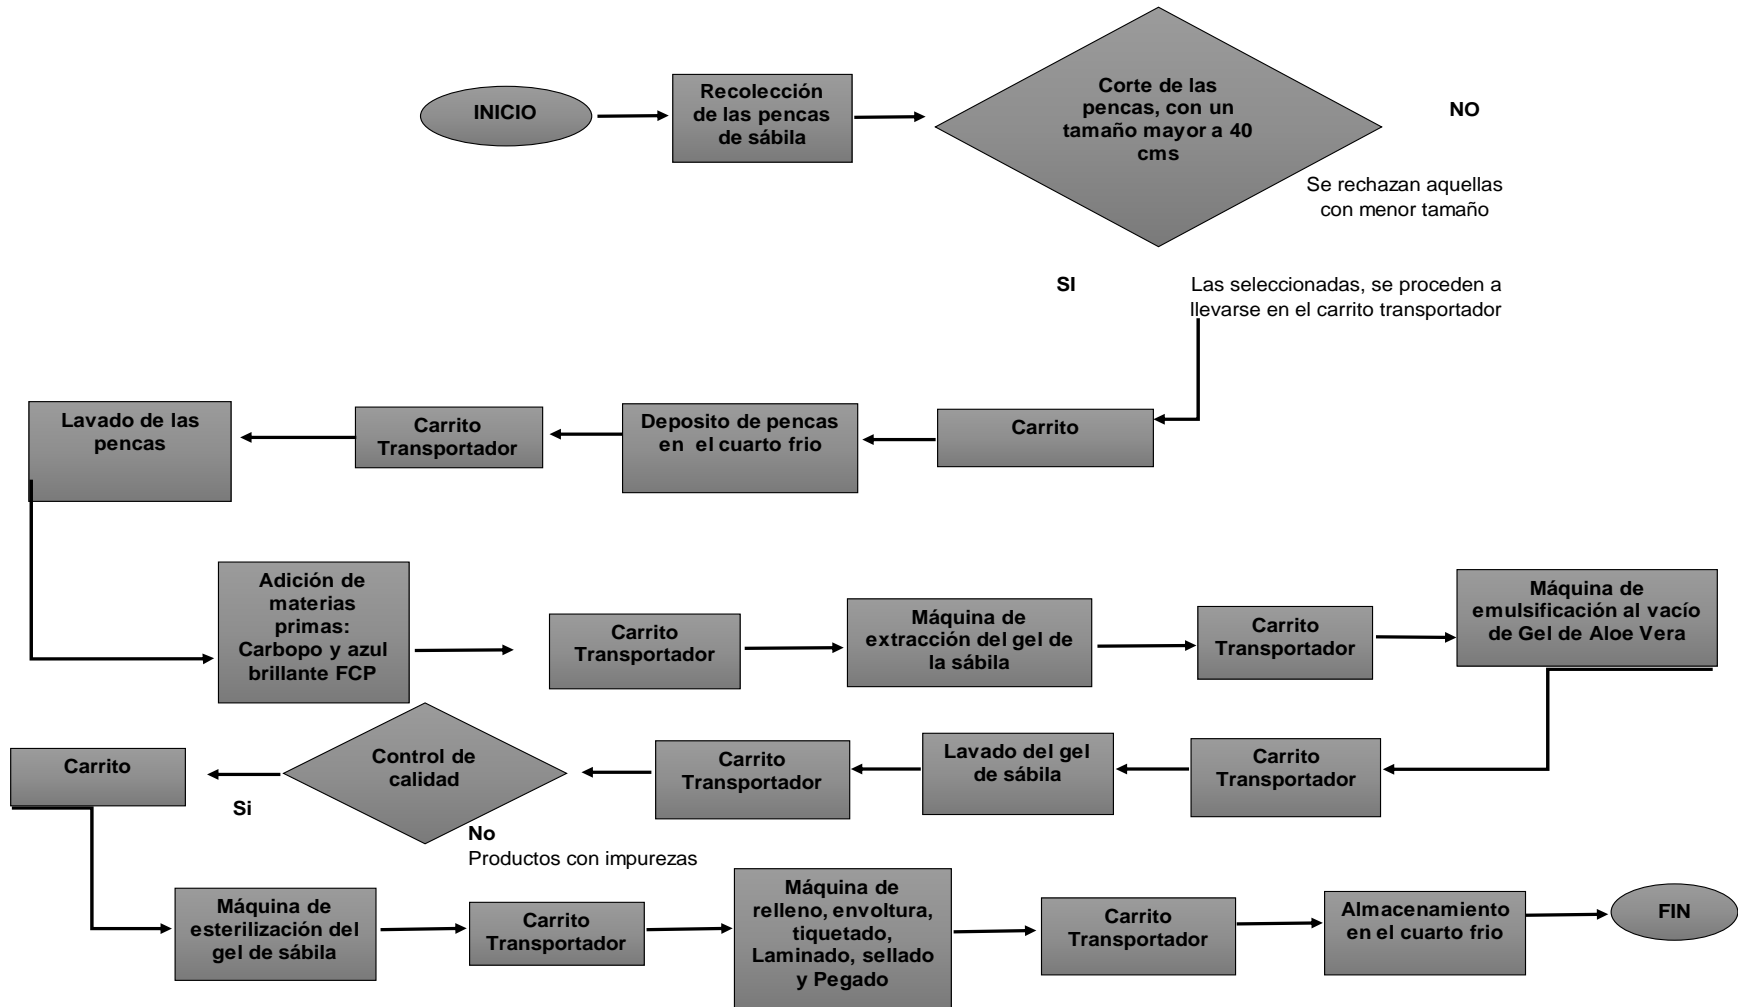 INICIO
Recolección
de las pencas
de sábila
Corte de las
pencas, con un
tamaño mayor a 40
cms
NO
Se rechazan aquellas
con menor tamaño
SI
Las seleccionadas, se proceden a
llevarse en el carrito transportador
Carrito
Deposito de pencas
en el cuarto frio
Carrito
Transportador
Lavado de las
pencas
Adición de
materias
primas:
Carbopo y azul
brillante FCP
Carrito
Transportador
Máquina de
extracción del gel de
la sábila
Carrito
Transportador
Máquina de
emulsificación al vacío
de Gel de Aloe Vera
Carrito
Transportador
Lavado del gel
de sábila
Carrito
Transportador
Control de
calidad
Si
No
Productos con impurezas
Carrito
Máquina de
esterilización del
gel de sábila
Carrito
Transportador
Máquina de
relleno, envoltura,
tiquetado,
Laminado, sellado
y Pegado
Carrito
Transportador
Almacenamiento
en el cuarto frio
FIN